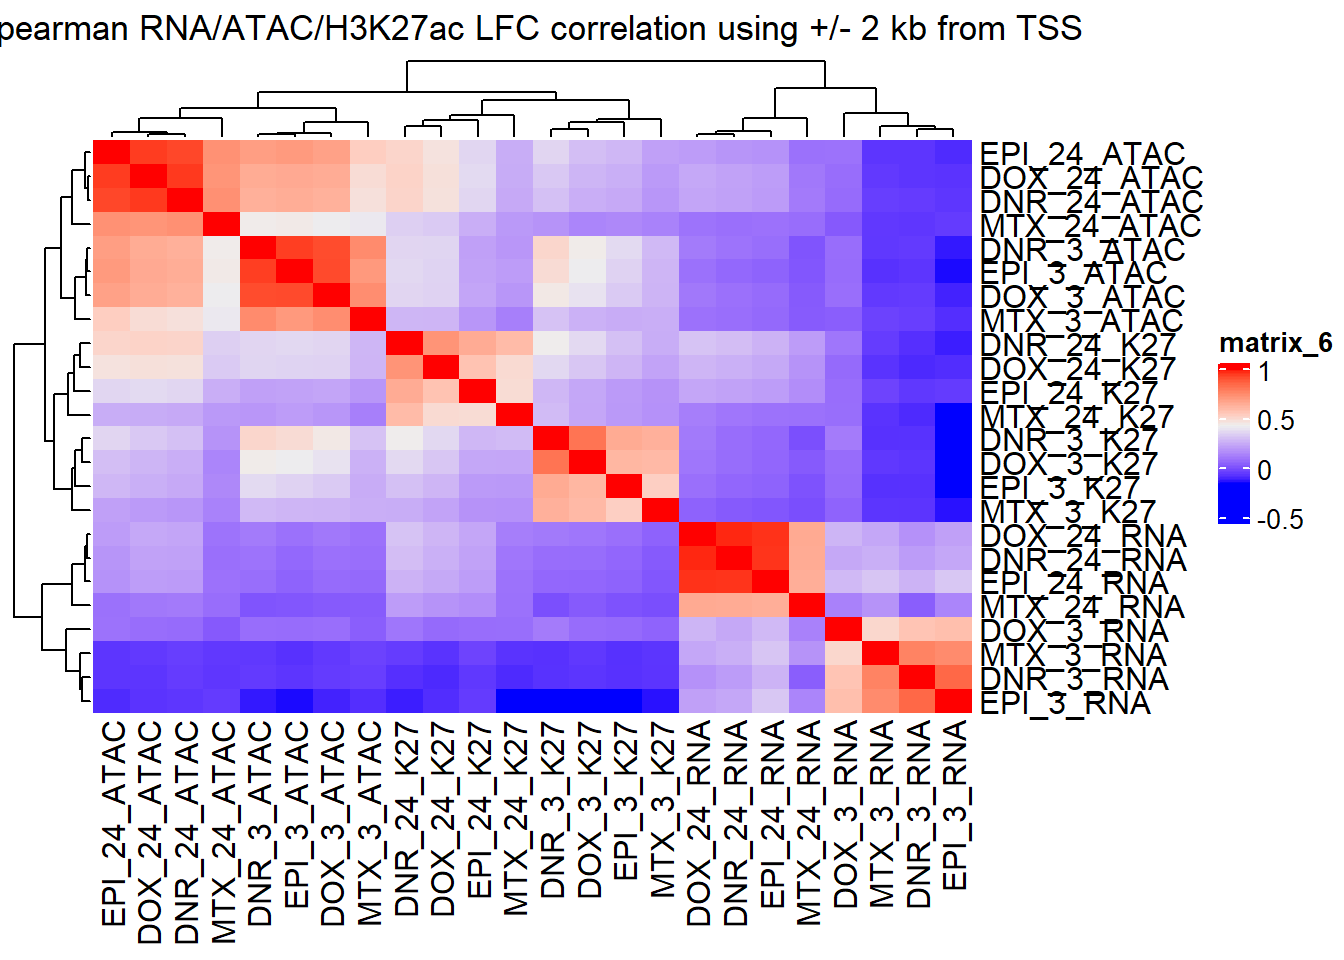 pearman RNA/ATAC/H3K27ac LFC correlation using +/- 2 kb from TSS
EPI_24_ATAC
DOX_24_ATAC
DNR_24_ATAC
MTX_24_ATAC
DNR_3_ATAC
EPI_3_ATAC
DOX_3_ATAC
MTX_3_ATAC
DNR_24_K27
DOX_24_K27
EPI_24_K27
MTX_24_K27
DNR_3_K27
DOX_3_K27
EPI_3_K27
MTX_3_K27
DOX_24_RNA
DNR_24_RNA
EPI_24_RNA
MTX_24_RNA
DOX_3_RNA
MTX_3_RNA
DNR_3_RNA
EPI_3_RNA
matrix_6
1
0.5
0
-0.5
EPI_24_ATAC
DOX_24_ATAC
DNR_24_ATAC
MTX_24_ATAC
DNR_3_ATAC
EPI_3_ATAC
DOX_3_ATAC
MTX_3_ATAC
DNR_24_K27
DOX_24_K27
EPI_24_K27
MTX_24_K27
DNR_3_K27
DOX_3_K27
EPI_3_K27
MTX_3_K27
DOX_24_RNA
DNR_24_RNA
EPI_24_RNA
MTX_24_RNA
DOX_3_RNA
MTX_3_RNA
DNR_3_RNA
EPI_3_RNA